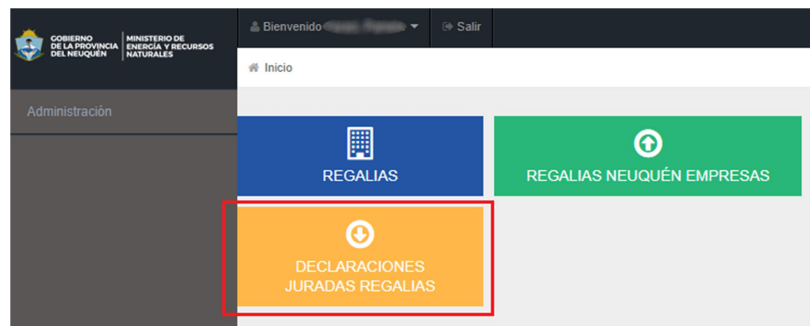 GOBIERNO
DE LA PROVINCIA
DEL NEUQUÉN
MINISTERIO DE
ENERGÍA Y RECURSOS
NATURALES
Bienvenido
Salir
Inicio
Administración
REGALIAS
REGALIAS NEUQUÉN EMPRESAS
DECLARACIONES
JURADAS REGALIAS